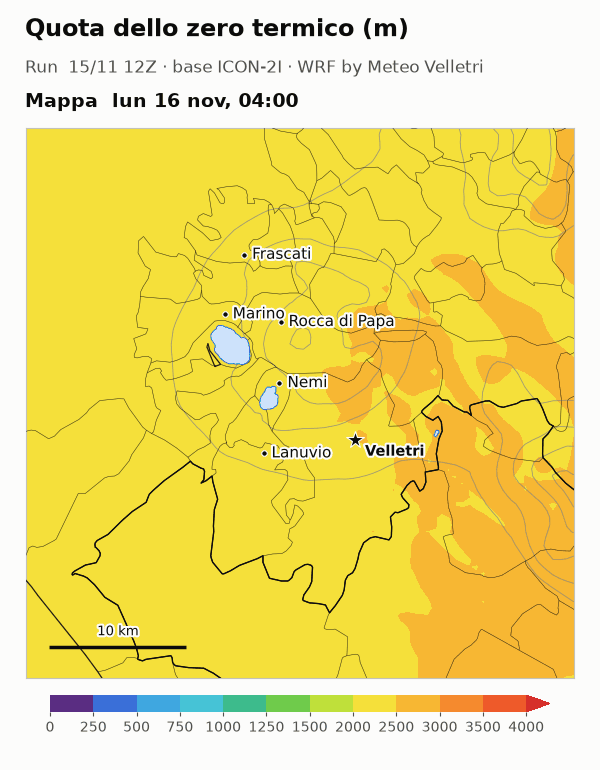 Quota dello zero termico (m)
Run  15/11 12Z · base ICON-2I · WRF by Meteo Velletri
Mappa  lun 16 nov, 04:00
Frascati
Marino
Rocca di Papa
Nemi
Velletri
Lanuvio
10 km
0 250 500 750 1000 1250 1500 2000 2500 3000 3500 4000